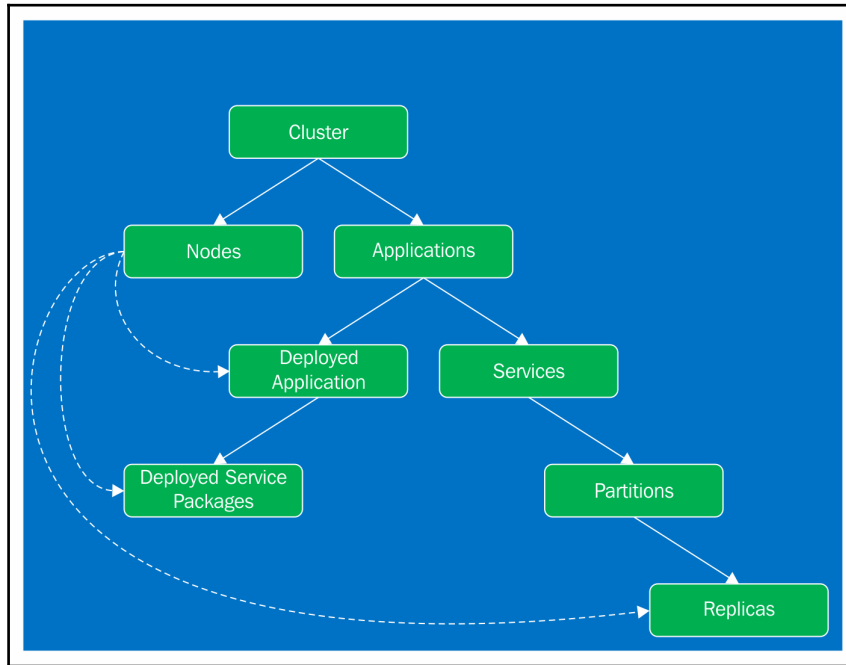 Cluster
Nodes
Applications
Deployed
Application
Services
Deployed Service
Packages
Partitions
Replicas